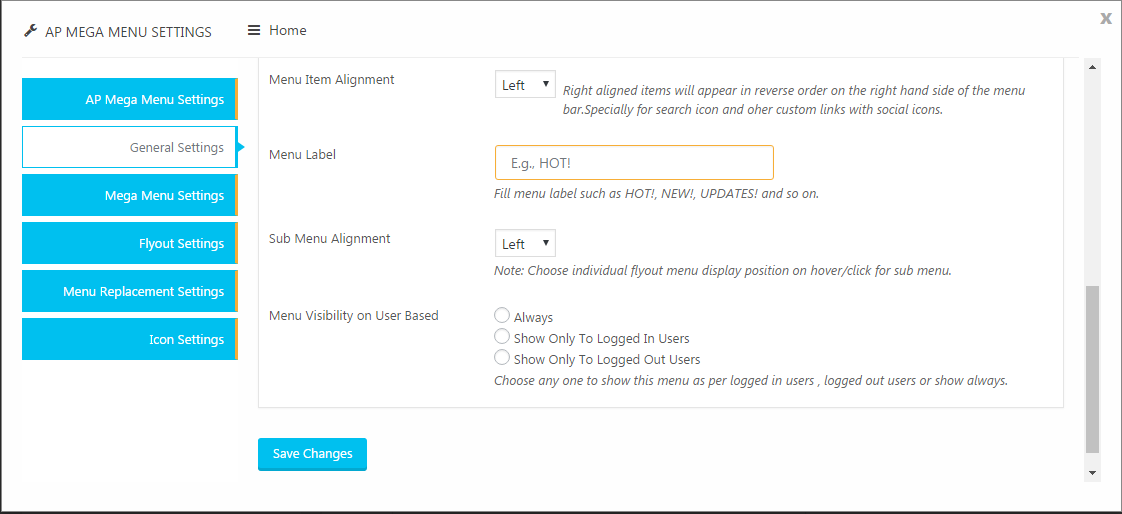 AP MEGA MENU SETTINGS
Home
x
AP Mega Menu Settings
General Settings
Mega Menu Settings
Flyout Settings
Menu Replacement Settings
Icon Settings
Menu Item Alignment
Left
Right aligned items will appear in reverse order on the right hand side of the menu
bar.Specially for search icon and oher custom links with social icons.
Menu Label
E.g., HOT!
Fill menu label such as HOT!, NEW!, UPDATES! and so on.
Sub Menu Alignment
Left
Note: Choose individual flyout menu display position on hover/click for sub menu.
Menu Visibility on User Based
Always
Show Only To Logged In Users
Show Only To Logged Out Users
Choose any one to show this menu as per logged in users , logged out users or show always.
Save Changes